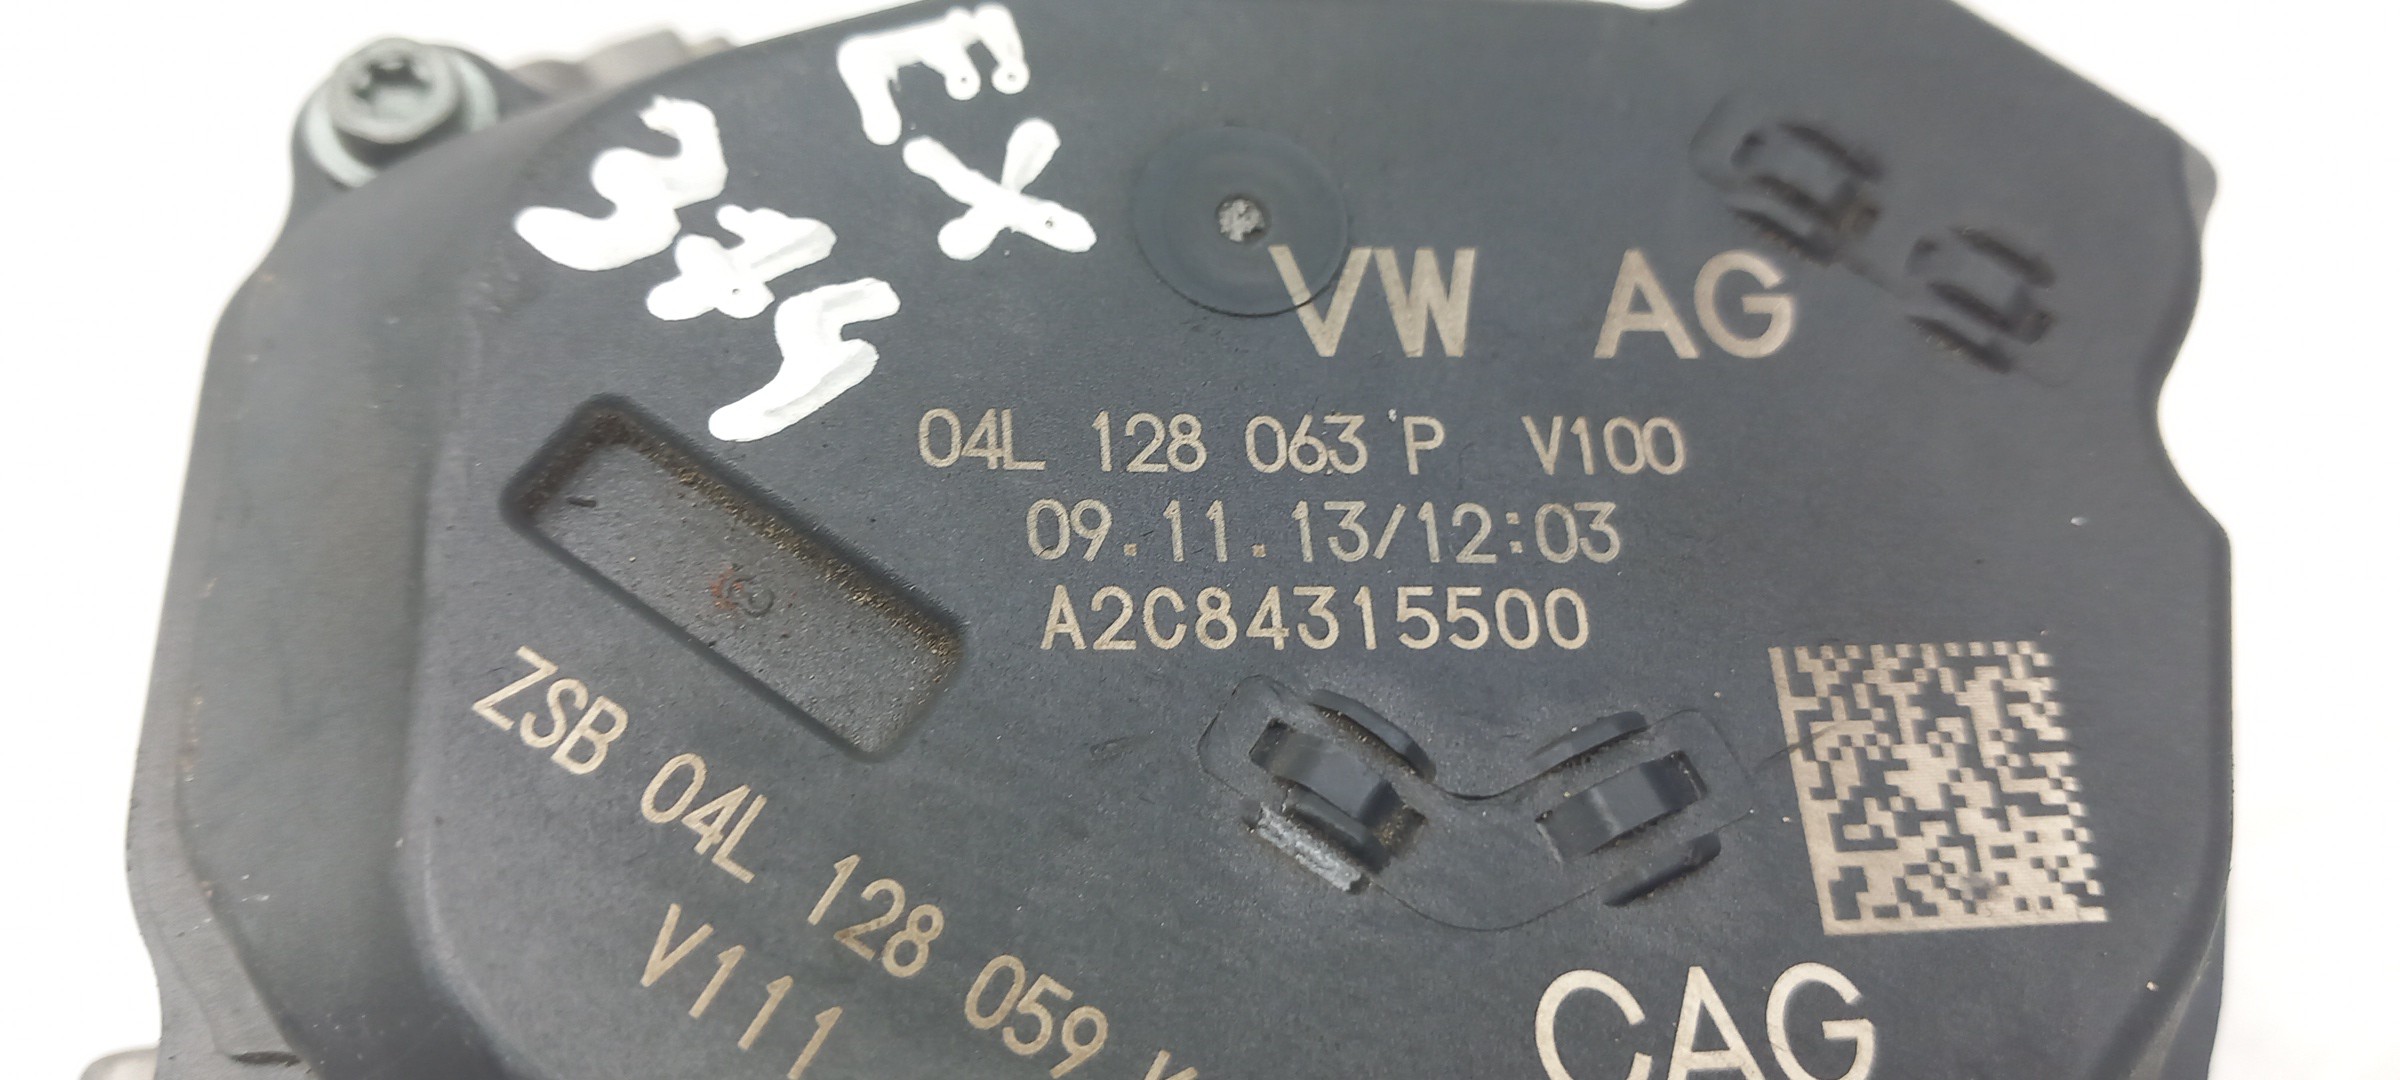 EX
VW AG
04L 128 063 P V100
09.11.13/12:03
A2C84315500
ZSB 04L 128 059
V111
CAG